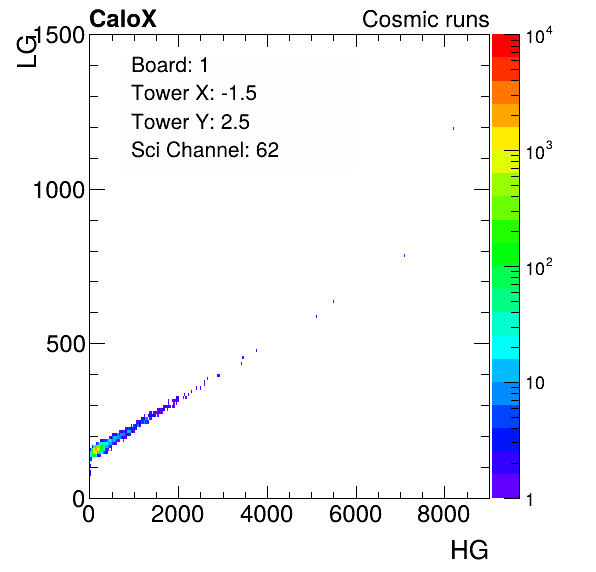 CaloX Cosmic runs
LG
1500
1000
500
0
Board: 1
Tower X: -1.5
Tower Y: 2.5
Sci Channel: 62
0 2000 4000 6000 8000
HG
10^4
10^3
10^2
10
1